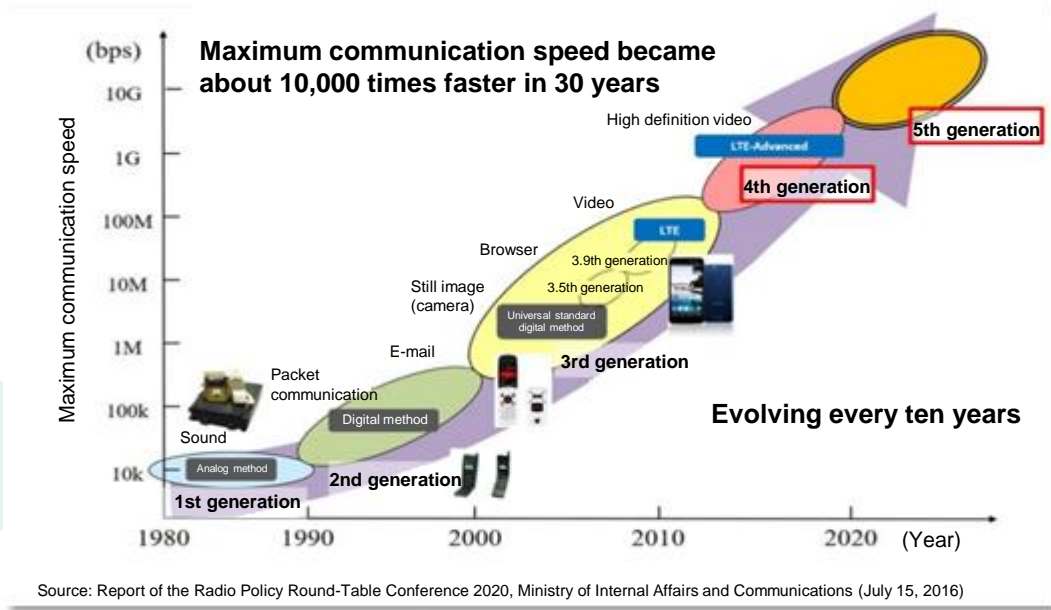 (bps)
Maximum communication speed became
about 10,000 times faster in 30 years
10G
1G
100M
10M
1M
100k
10k
Maximum communication speed
High definition video
LTE-Advanced
5th generation
4th generation
Video
LTE
Browser
3.9th generation
3.5th generation
Still image
(camera)
Universal standard
digital method
3rd generation
E-mail
Packet
communication
Digital method
Evolving every ten years
Sound
Analog method
2nd generation
1st generation
1980
1990
2000
2010
2020
(Year)
Source: Report of the Radio Policy Round-Table Conference 2020, Ministry of Internal Affairs and Communications (July 15, 2016)